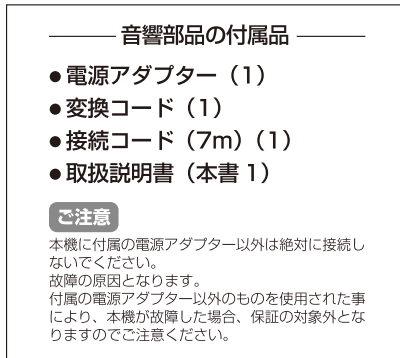 音響部品の付属品
●電源アダプター（1）
●変換コード（1）
●接続コード（7m）（1）
●取扱説明書（本書 1）
ご注意
本機に付属の電源アダプター以外は絶対に接続し
ないでください。
故障の原因となります。
付属の電源アダプター以外のものを使用された事
により、本機が故障した場合、保証の対象外とな
りますのでご注意ください。